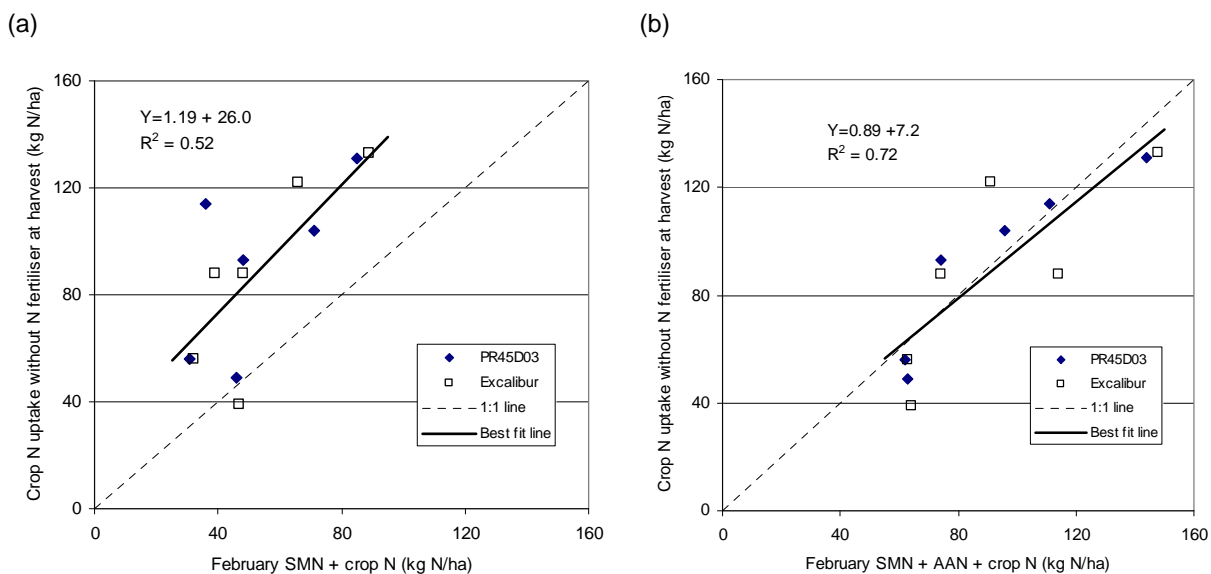 (a)
(b)
Crop N uptake without N fertiliser at harvest (kg N/ha)
160
120
80
40
0
Y=1.19 + 26.0
R² = 0.52
PR45D03
Excalibur
1:1 line
Best fit line
0 40 80 120 160
February SMN + crop N (kg N/ha)
Crop N uptake without N fertiliser at harvest (kg N/ha)
160
120
80
40
0
Y=0.89 +7.2
R² = 0.72
PR45D03
Excalibur
1:1 line
Best fit line
0 40 80 120 160
February SMN + AAN + crop N (kg N/ha)